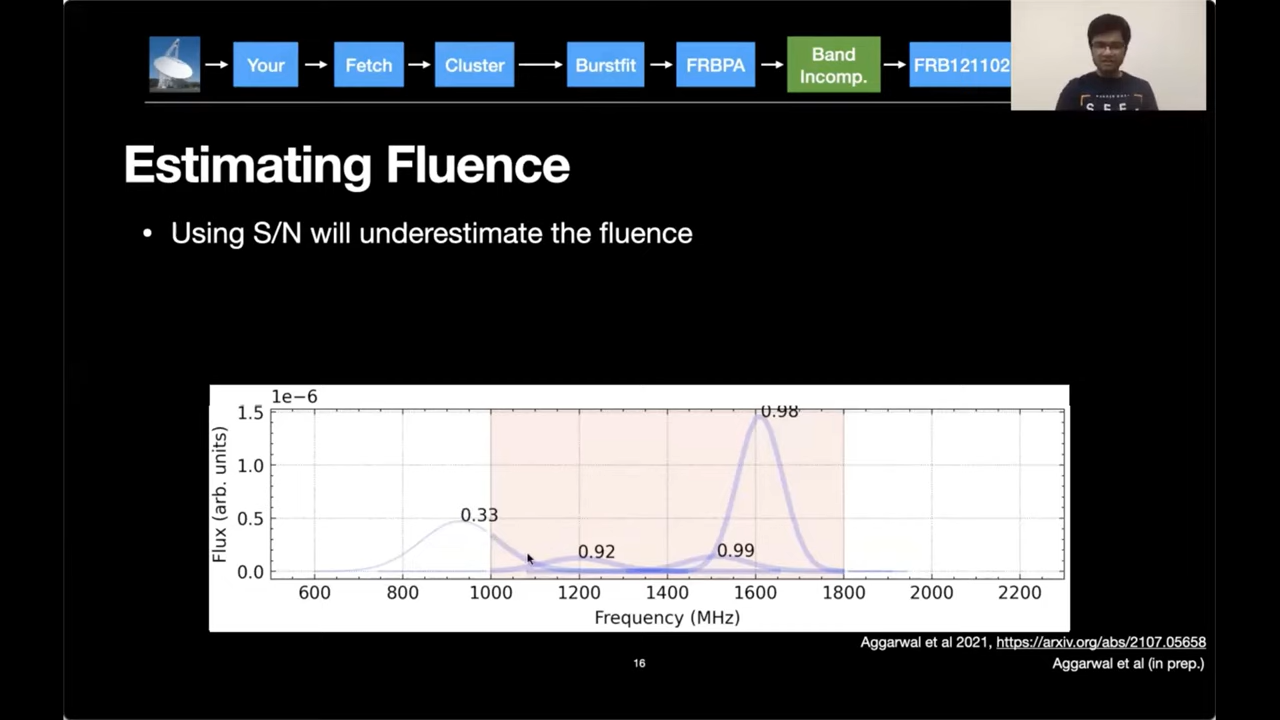 Your
Fetch
Cluster
Burstfit
FRBPA
Band
Incomp.
FRB121102
Estimating Fluence
• Using S/N will underestimate the fluence
1e−6
1.5
1.0
0.5
0.0
Flux (arb. units)
0.33
0.92
0.99
0.98
600 800 1000 1200 1400 1600 1800 2000 2200
Frequency (MHz)
Aggarwal et al 2021, https://arxiv.org/abs/2107.05658
Aggarwal et al (in prep.)
16